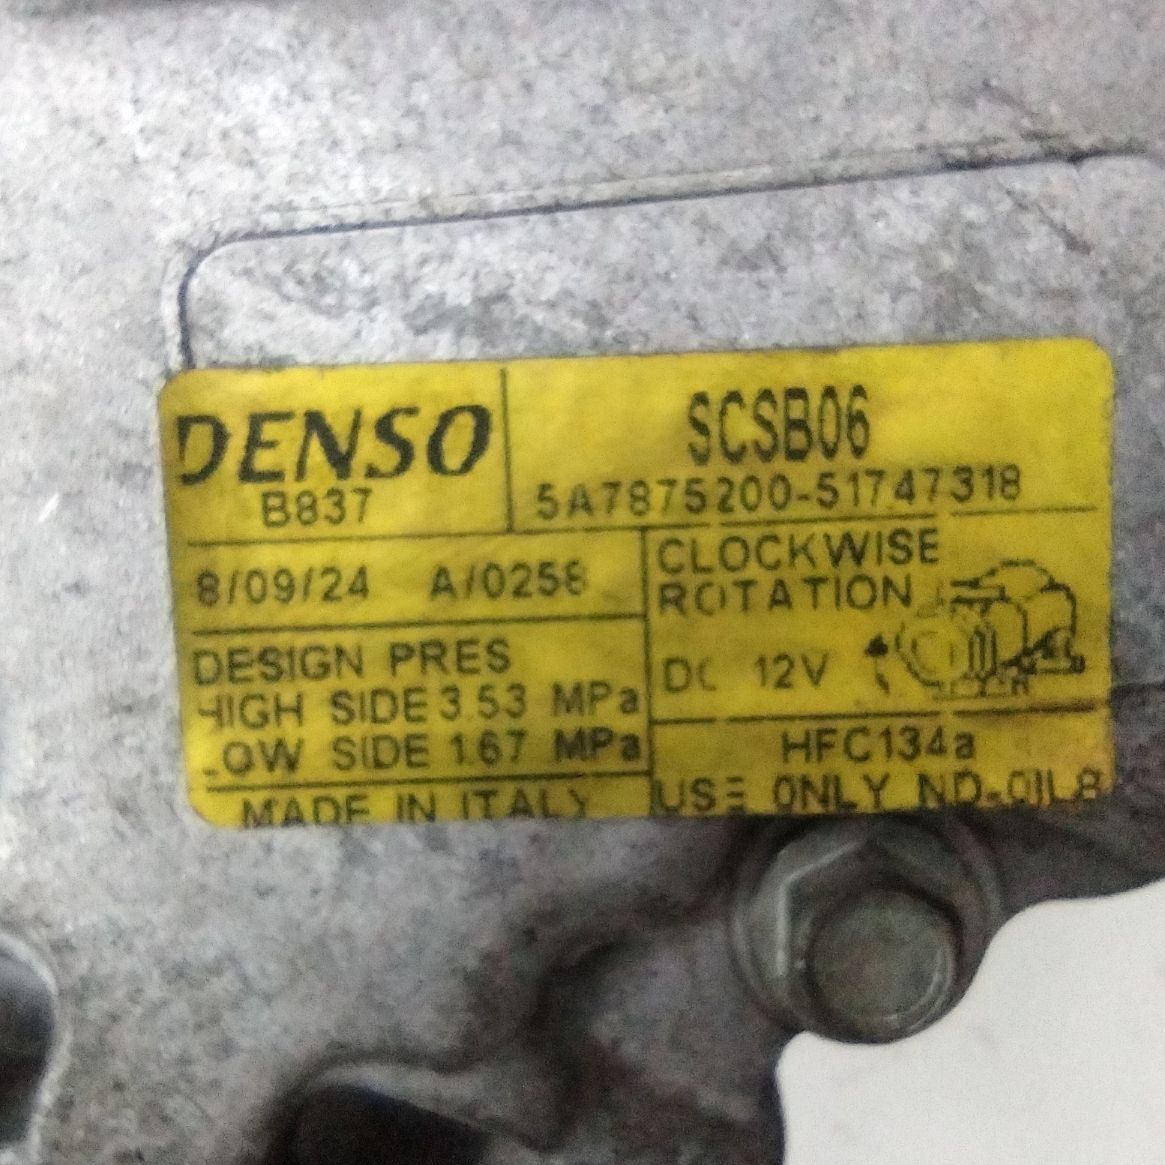 DENSO
B837
SCSB06
5A7875200-51747318
8/09/24 A/0258
CLOCKWISE
ROTATION
DC 12V
DESIGN PRES
HIGH SIDE 3.53 MPa
LOW SIDE 1.67 MPa
HFC134a
MADE IN ITALY
USE ONLY ND-OIL8